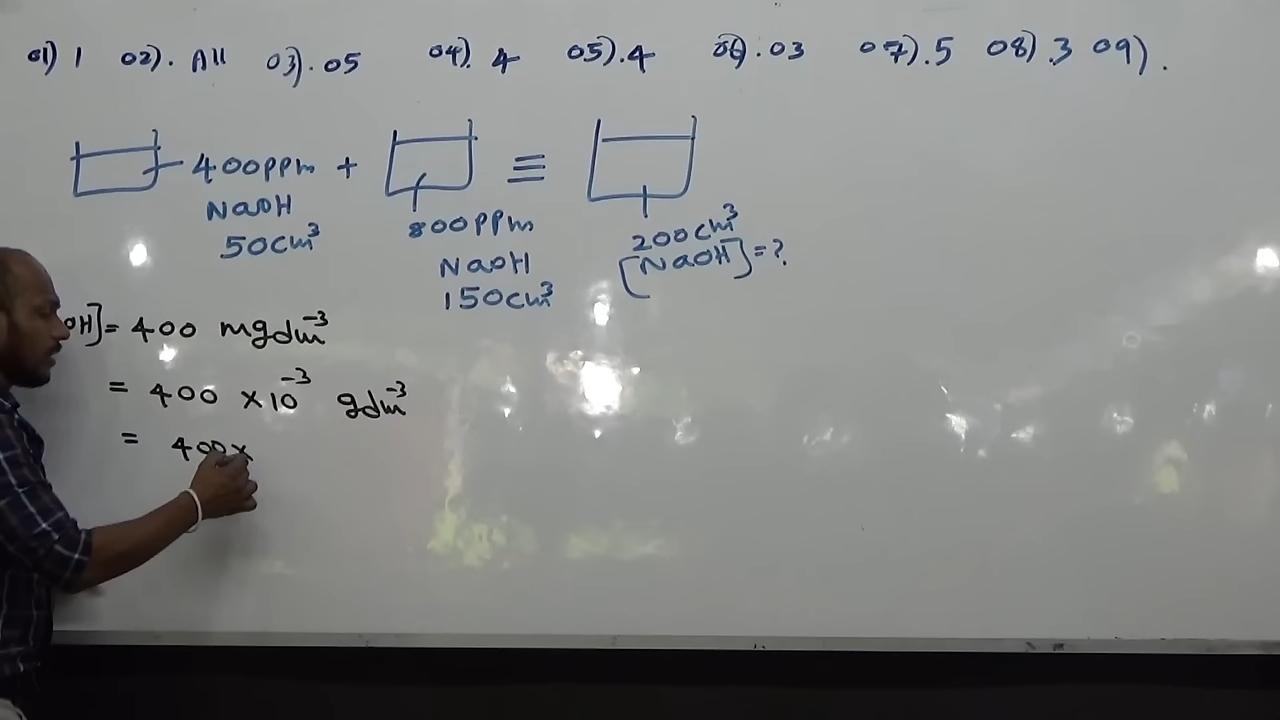 01) 1 02). All 03). 05 04). 4 05). 4 06). 03 07). 5 08). 3 09).
400ppm + ≡
NaOH
50cm³
800ppm
NaOH
150cm³
200cm³
[NaOH] = ?
OH] = 400 mgdm⁻³
= 400 ×10⁻³ gdm⁻³
= 400×